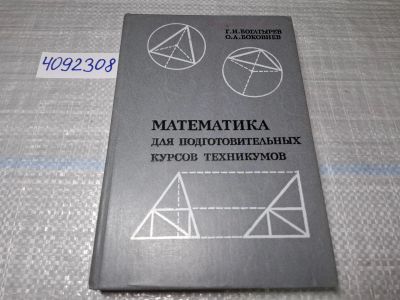 4092308
Г.И.БОГАТЫРЕВ
О.А.БОКОВНЕВ
МАТЕМАТИКА
ДЛЯ ПОДГОТОВИТЕЛЬНЫХ
КУРСОВ ТЕХНИКУМОВ